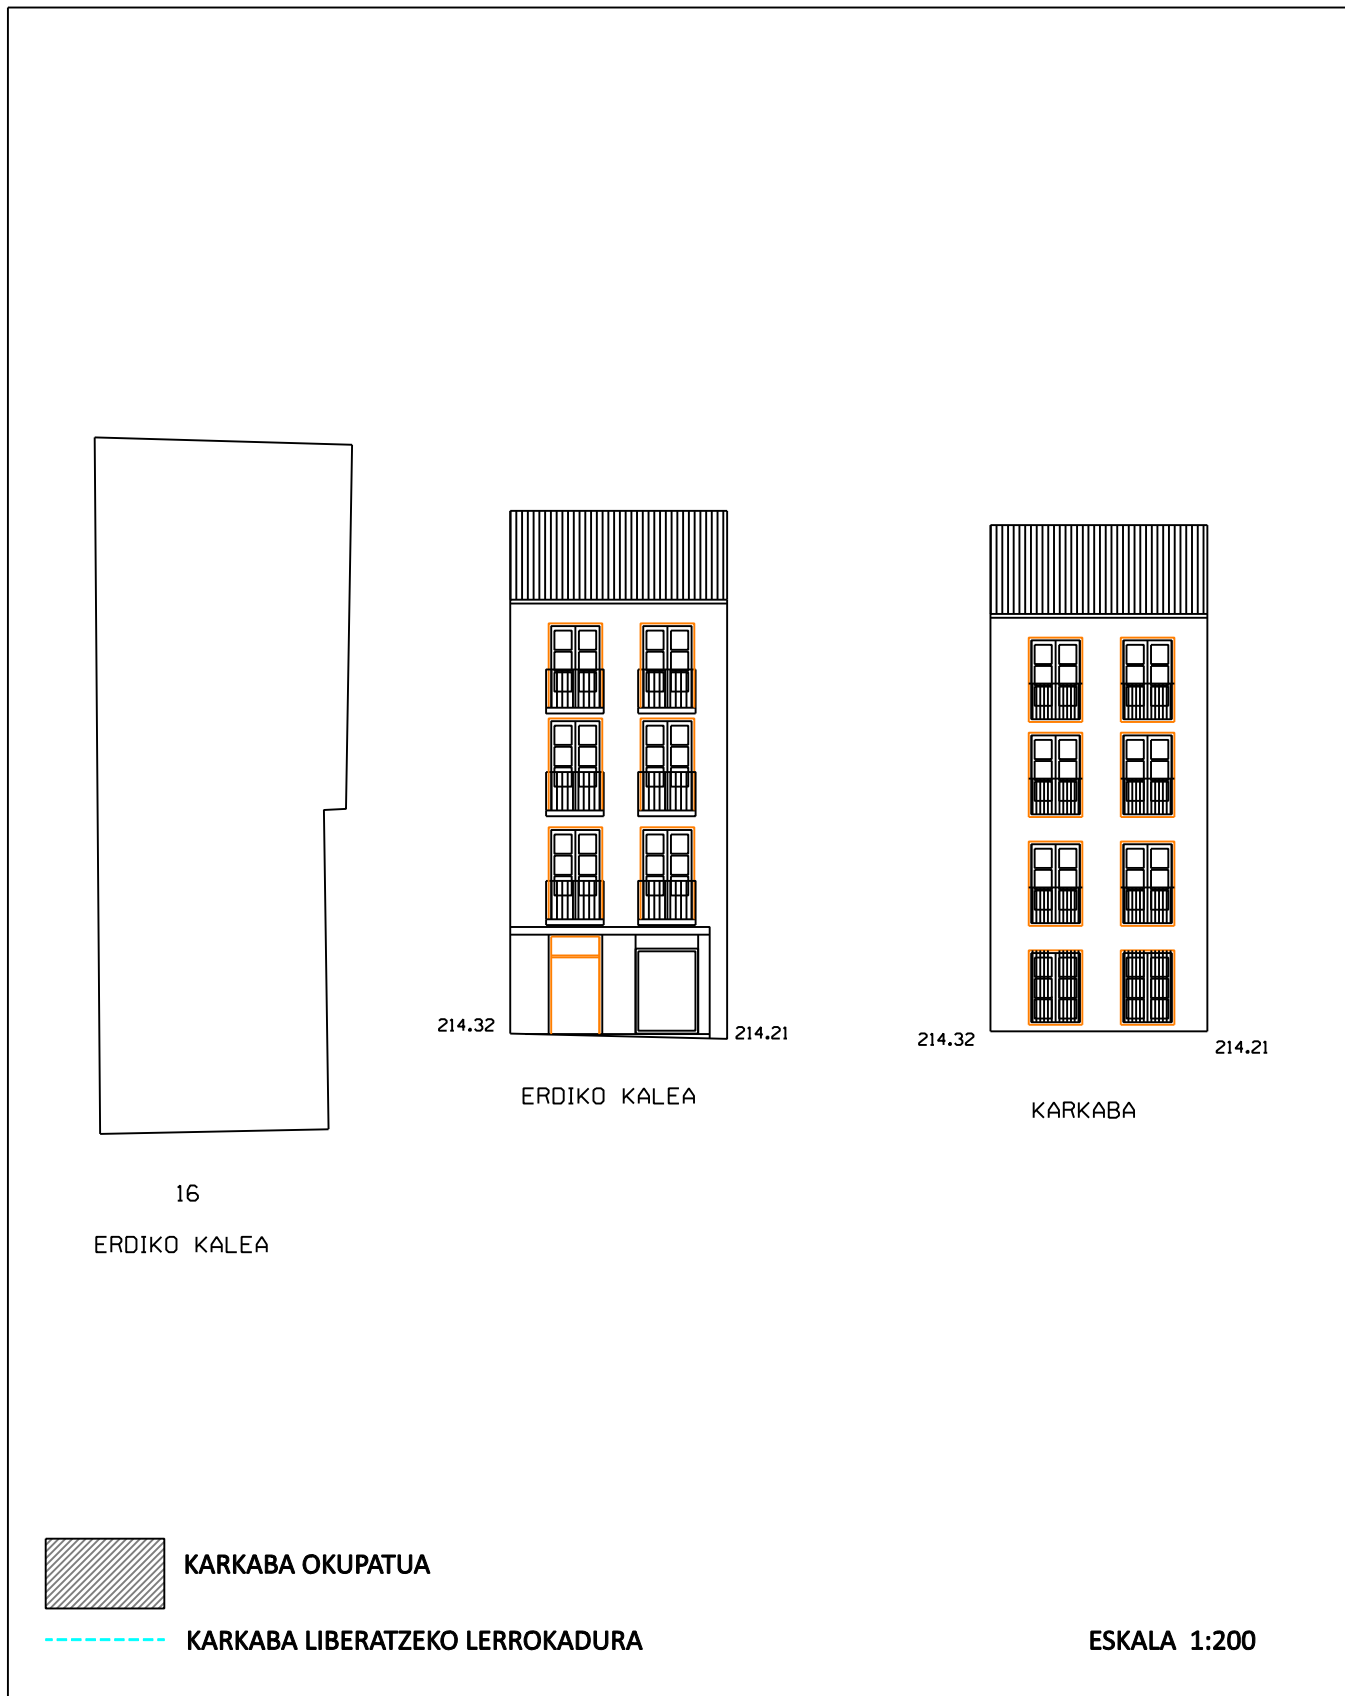 214.32
214.21
ERDIKO KALEA
214.32
214.21
KARKABA
16
ERDIKO KALEA
KARKABA OKUPATUA
KARKABA LIBERATZEKO LERROKADURA
ESKALA 1:200